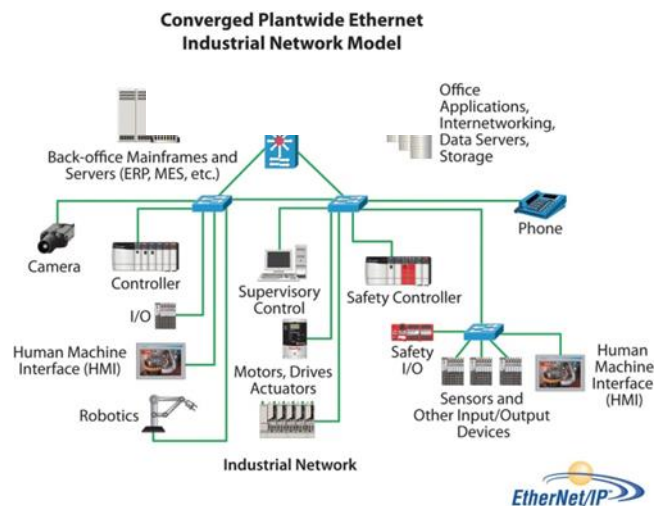 Converged Plantwide Ethernet
Industrial Network Model
Office
Applications,
Internetworking,
Data Servers,
Storage
Back-office Mainframes and
Servers (ERP, MES, etc.)
Phone
Camera
Controller
Supervisory
Control
Safety Controller
I/O
Human Machine
Interface (HMI)
Motors, Drives
Actuators
Safety
I/O
Human
Machine
Interface
(HMI)
Sensors and
Other Input/Output
Devices
Robotics
Industrial Network
EtherNet/IP